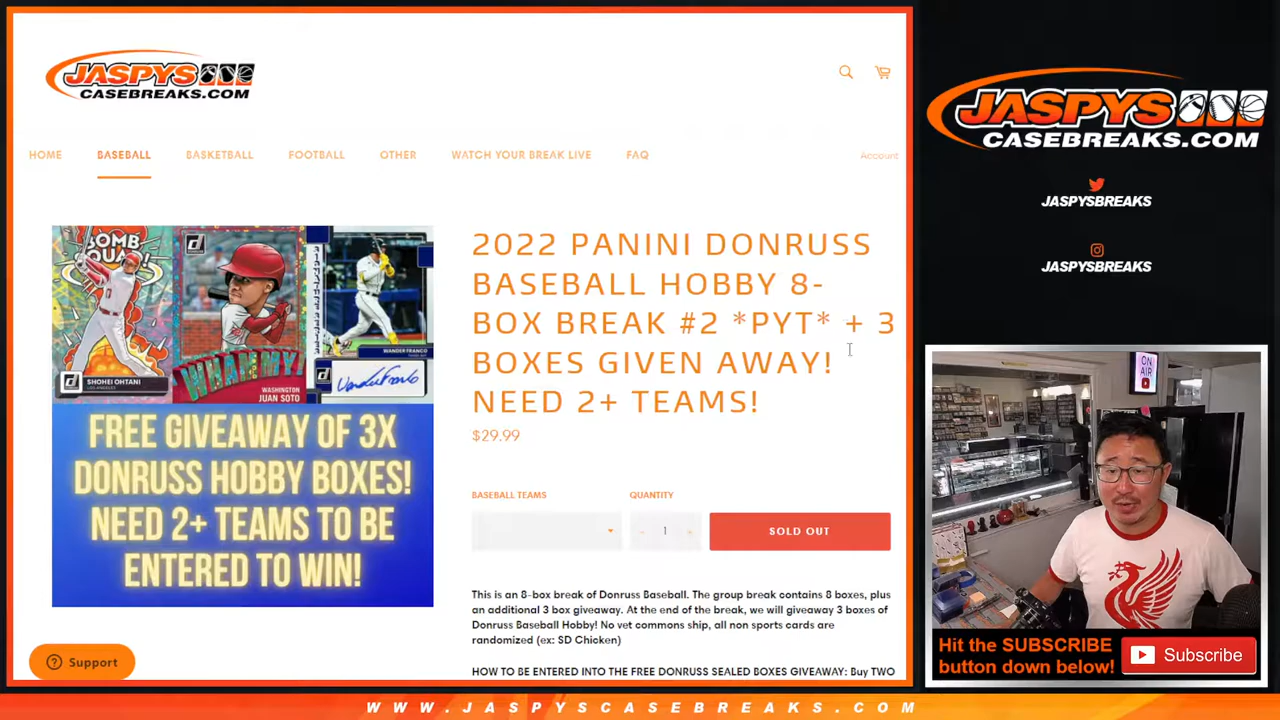 JASPYS
CASEBREAKS.COM
HOME
BASEBALL
BASKETBALL
FOOTBALL
OTHER
WATCH YOUR BREAK LIVE
FAQ
Account
BOMB
SQUAD!
SHOHEI OHTANI
LOS ANGELES
WHAMMY!
WASHINGTON
JUAN SOTO
WANDER FRANCO
FREE GIVEAWAY OF 3X
DONRUSS HOBBY BOXES!
NEED 2+ TEAMS TO BE
ENTERED TO WIN!
2022 PANINI DONRUSS
BASEBALL HOBBY 8-
BOX BREAK #2 *PYT* + 3
BOXES GIVEN AWAY!
NEED 2+ TEAMS!
$29.99
BASEBALL TEAMS
QUANTITY
- 1 +
SOLD OUT
This is an 8-box break of Donruss Baseball. The group break contains 8 boxes, plus
an additional 3 box giveaway. At the end of the break, we will giveaway 3 boxes of
Donruss Baseball Hobby! No vet commons ship, all non sports cards are
randomized (ex: SD Chicken)
HOW TO BE ENTERED INTO THE FREE DONRUSS SEALED BOXES GIVEAWAY: Buy TWO
Support
JASPYS
CASEBREAKS.COM
JASPYSBREAKS
JASPYSBREAKS
ON
AIR
Hit the SUBSCRIBE
button down below!
Subscribe
WWW.JASPYSCASEBREAKS.COM